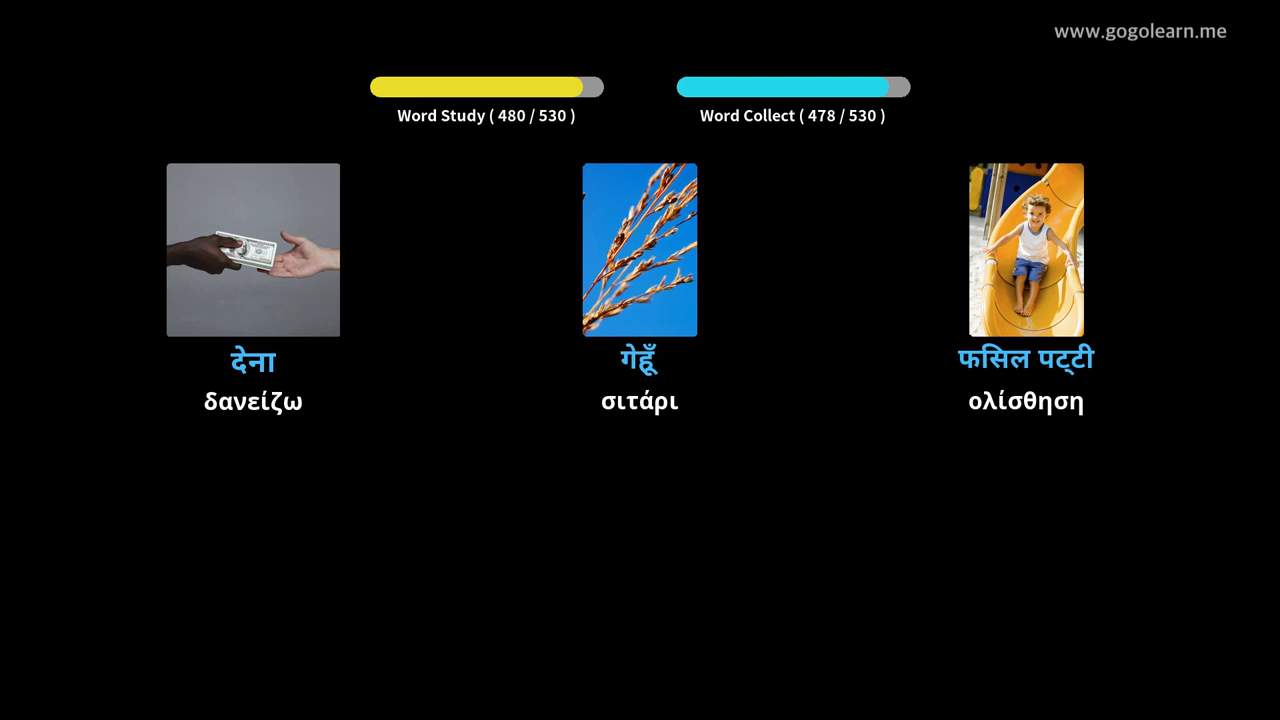 www.gogolearn.me
Word Study ( 480 / 530 )
Word Collect ( 478 / 530 )
देना
गेहूँ
फसिल पट्टी
δανείζω
σιτάρι
ολίσθηση